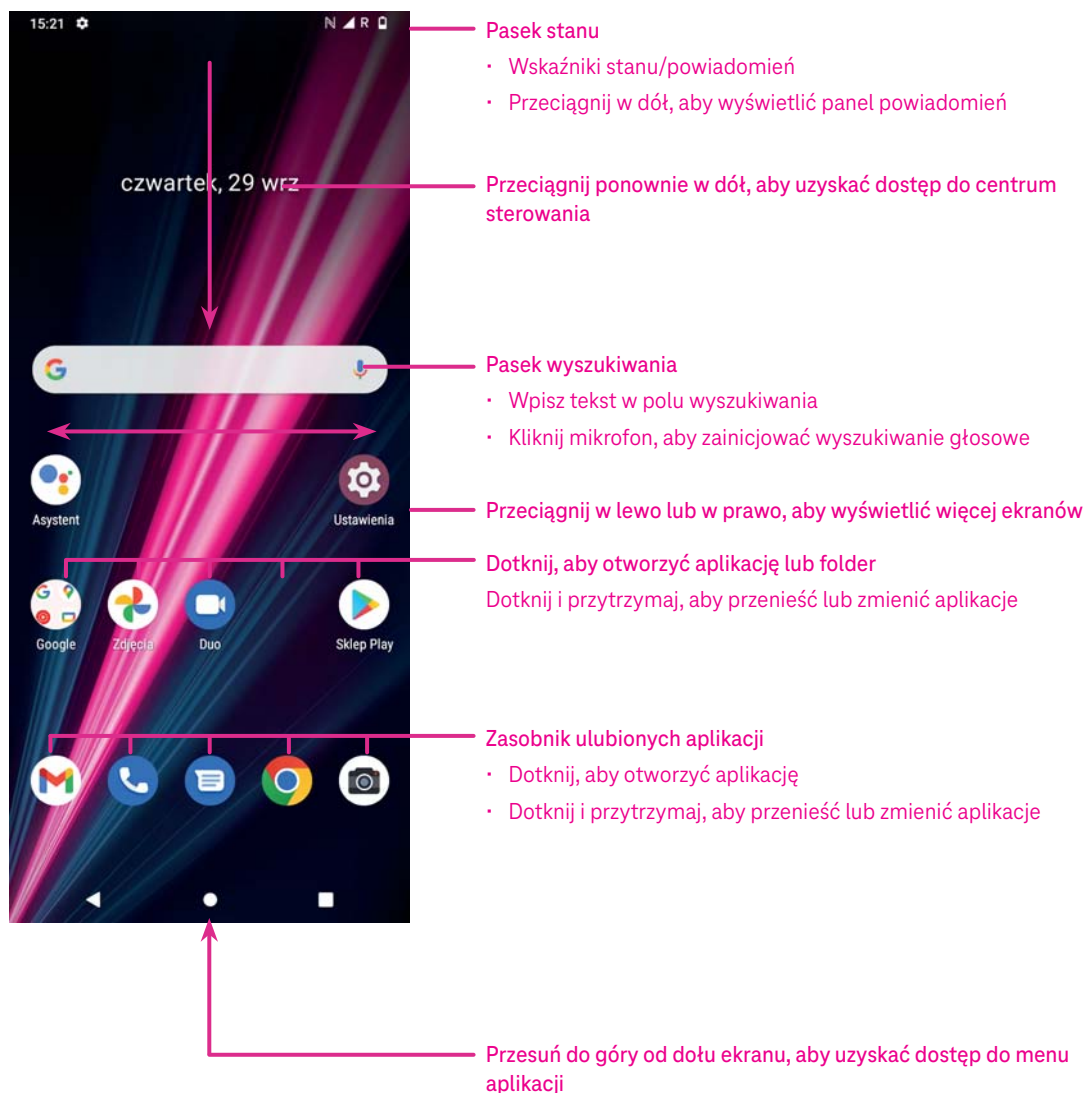 15:21
N R
Pasek stanu
· Wskaźniki stanu/powiadomień
· Przeciągnij w dół, aby wyświetlić panel powiadomień
czwartek, 29 wrz
Przeciągnij ponownie w dół, aby uzyskać dostęp do centrum
sterowania
G
Pasek wyszukiwania
· Wpisz tekst w polu wyszukiwania
· Kliknij mikrofon, aby zainicjować wyszukiwanie głosowe
Asystent
Ustawienia
Przeciągnij w lewo lub w prawo, aby wyświetlić więcej ekranów
Dotknij, aby otworzyć aplikację lub folder
Dotknij i przytrzymaj, aby przenieść lub zmienić aplikacje
Google
Zdjęcia
Duo
Sklep Play
Zasobnik ulubionych aplikacji
· Dotknij, aby otworzyć aplikację
· Dotknij i przytrzymaj, aby przenieść lub zmienić aplikacje
Przesuń do góry od dołu ekranu, aby uzyskać dostęp do menu
aplikacji